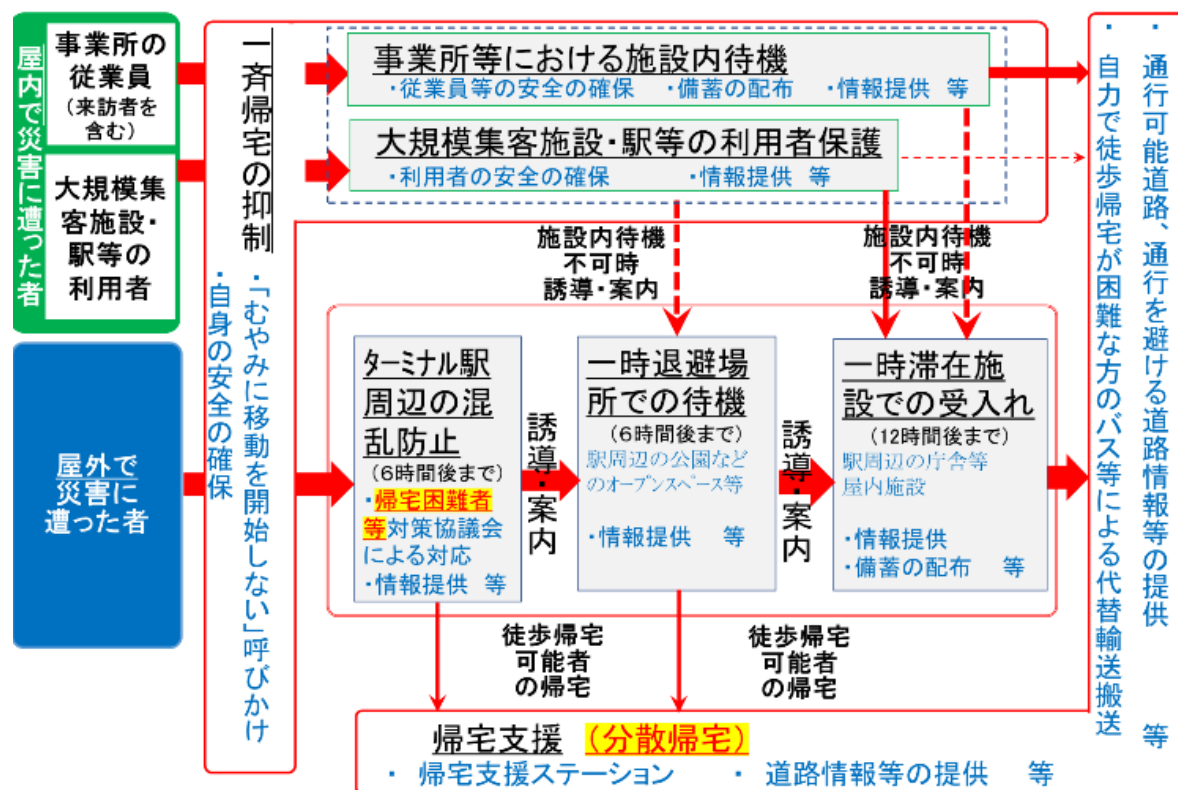 屋内で災害に遭った者
事業所の
従業員
(来訪者を
含む)
大規模集
客施設・
駅等の
利用者
屋外で
災害に
遭った者
一斉帰宅の抑制
・「むやみに移動を開始しない」呼びかけ
・自身の安全の確保
事業所等における施設内待機
・従業員等の安全の確保 ・備蓄の配布 ・情報提供 等
大規模集客施設・駅等の利用者保護
・利用者の安全の確保 ・情報提供 等
施設内待機
不可時
誘導・案内
施設内待機
不可時
誘導・案内
ターミナル駅
周辺の混
乱防止
(6時間後まで)
・帰宅困難者
等対策協議会
による対応
・情報提供 等
誘導・案内
一時退避場
所での待機
(6時間後まで)
駅周辺の公園など
のオープンスペース等
・情報提供 等
誘導・案内
一時滞在施
設での受入れ
(12時間後まで)
駅周辺の庁舎等
屋内施設
・情報提供
・備蓄の配布 等
徒歩帰宅
可能者
の帰宅
徒歩帰宅
可能者
の帰宅
帰宅支援 (分散帰宅)
・ 帰宅支援ステーション ・ 道路情報等の提供 等
・ 通行可能道路、通行を避ける道路情報等の提供
・ 自力で徒歩帰宅が困難な方のバス等による代替輸送搬送 等